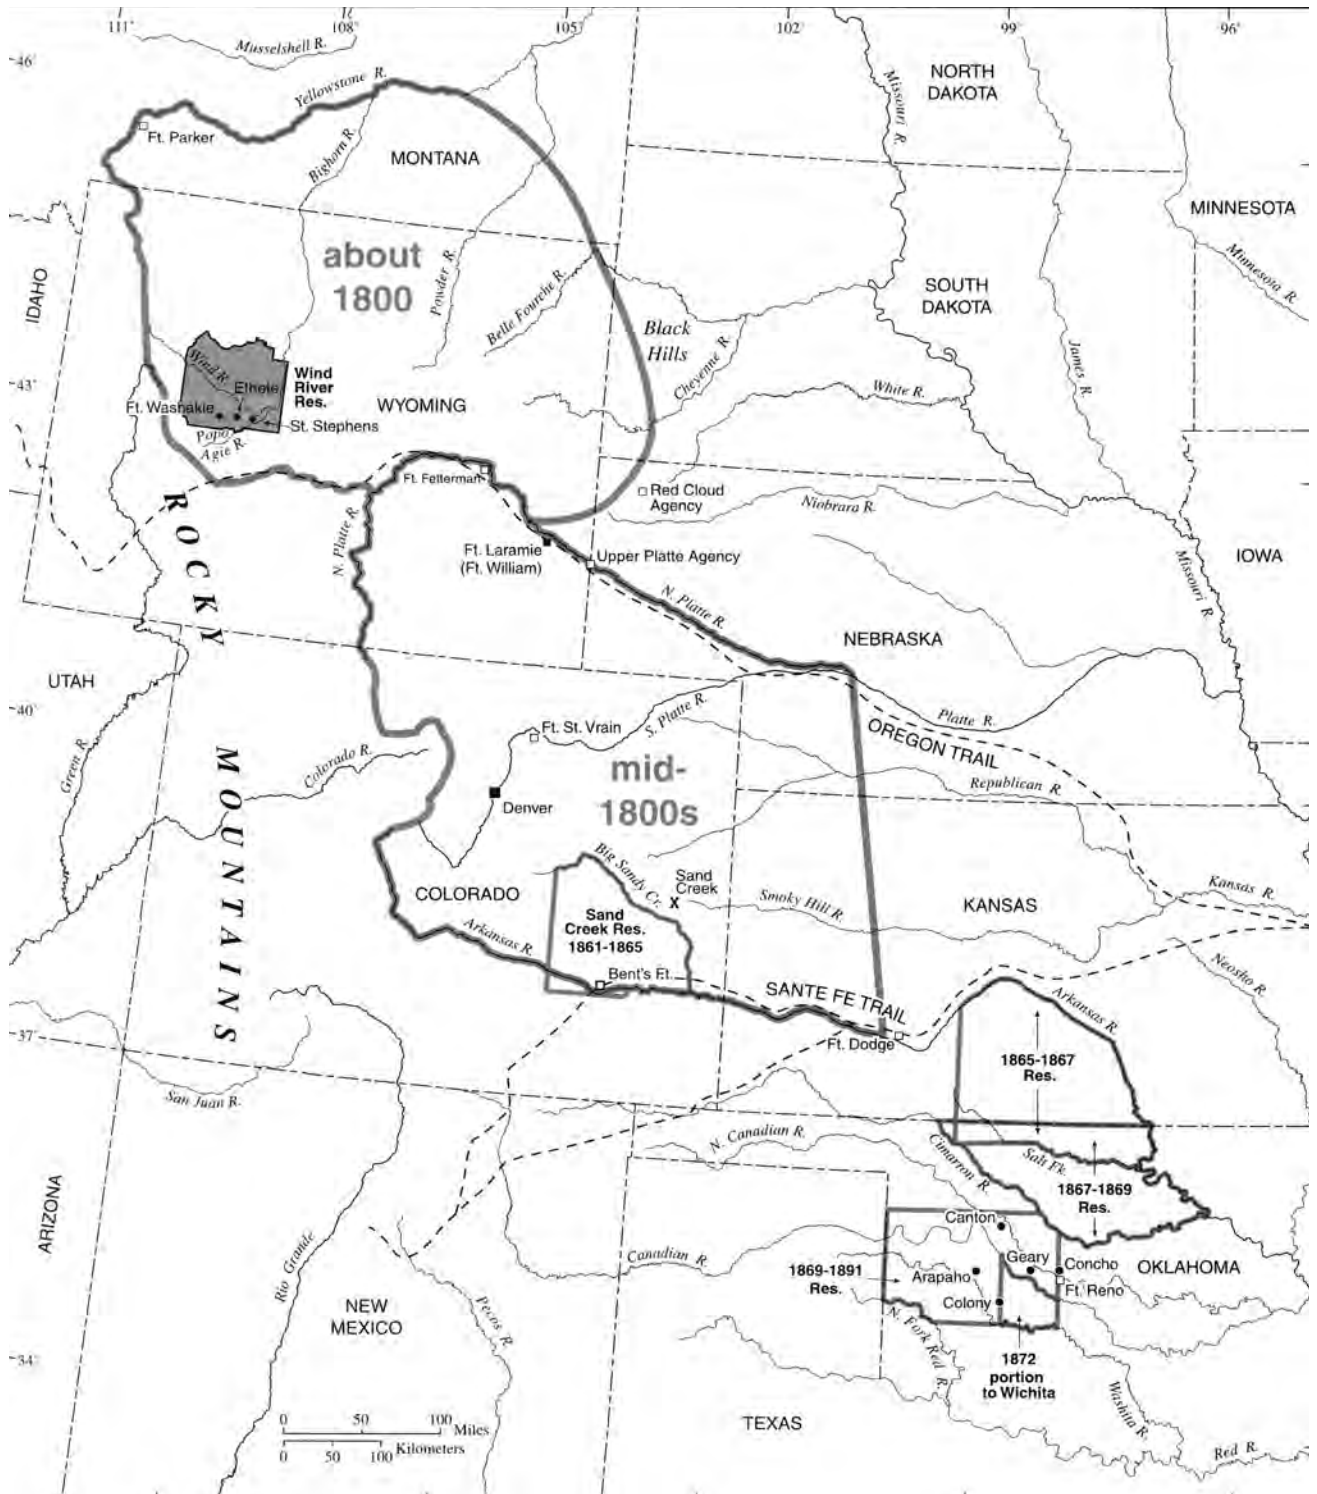 111°
108°
105°
102
99
96°
46°
Musselshell R.
Yellowstone R.
Missouri R.
NORTH
DAKOTA
Ft. Parker
Bighorn R.
MONTANA
MINNESOTA
Minnesota R.
IDAHO
about
1800
Powder R.
Belle Fourche R.
SOUTH
DAKOTA
Black
Hills
Cheyenne R.
James R.
43°
Wind R.
Ethete
Wind
River
Res.
WYOMING
White R.
Ft. Washakie
St. Stephens
Popo
Agie R.
Ft. Fetterman
Red Cloud
Agency
Niobrara R.
ROCKY
N. Platte R.
Ft. Laramie
(Ft. William)
Upper Platte Agency
IOWA
Missouri R.
N. Platte R.
NEBRASKA
UTAH
40°
Ft. St. Vrain
S. Platte R.
Platte R.
OREGON TRAIL
Green R.
MOUNTAINS
Colorado R.
mid-
1800s
Republican R.
Denver
Big Sandy Cr.
Sand
Creek
X
COLORADO
Smoky Hill R.
KANSAS
Kansas R.
Sand
Creek Res.
1861-1865
Arkansas R.
Bent's Ft.
SANTE FE TRAIL
Neosho R.
Arkansas R.
37°
Ft. Dodge
1865-1867
Res.
San Juan R.
N. Canadian R.
Cimarron R.
Salt Fk.
1867-1869
Res.
ARIZONA
Canton
Rio Grande
Canadian R.
Geary
Concho
OKLAHOMA
1869-1891
Res.
Arapaho
Ft. Reno
Colony
NEW
MEXICO
Pecos R.
N. Fork Red R.
34°
1872
portion
to Wichita
Washita R.
TEXAS
0 50 100
Miles
Kilometers
0 50 100
Red R.